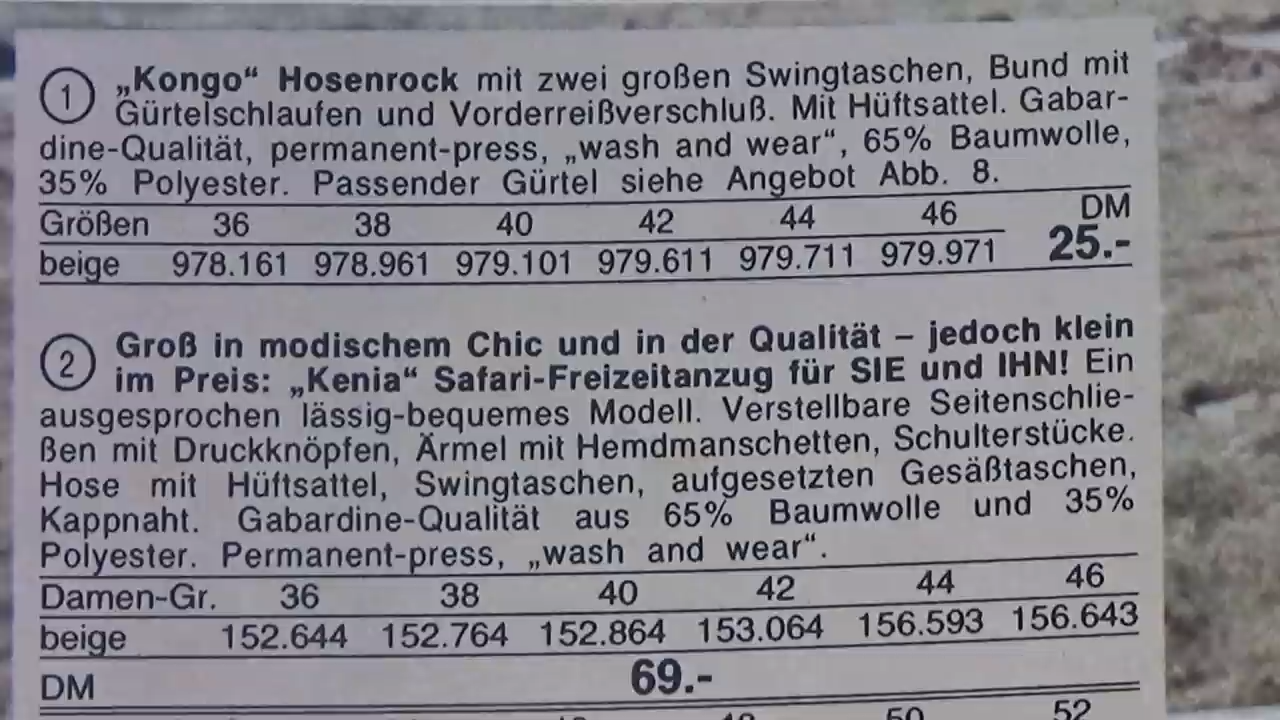 1 „Kongo“ Hosenrock mit zwei großen Swingtaschen, Bund mit
Gürtelschlaufen und Vorderreißverschluß. Mit Hüftsattel. Gabar-
dine-Qualität, permanent-press, „wash and wear“, 65% Baumwolle,
35% Polyester. Passender Gürtel siehe Angebot Abb. 8.
Größen 36 38 40 42 44 46 DM
beige 978.161 978.961 979.101 979.611 979.711 979.971 25.-
2 Groß in modischem Chic und in der Qualität – jedoch klein
im Preis: „Kenia“ Safari-Freizeitanzug für SIE und IHN! Ein
ausgesprochen lässig-bequemes Modell. Verstellbare Seitenschlie-
ßen mit Druckknöpfen, Ärmel mit Hemdmanschetten, Schulterstücke.
Hose mit Hüftsattel, Swingtaschen, aufgesetzten Gesäßtaschen,
Kappnaht. Gabardine-Qualität aus 65% Baumwolle und 35%
Polyester. Permanent-press, „wash and wear“.
Damen-Gr. 36 38 40 42 44 46
beige 152.644 152.764 152.864 153.064 156.593 156.643
DM 69.-
50 52